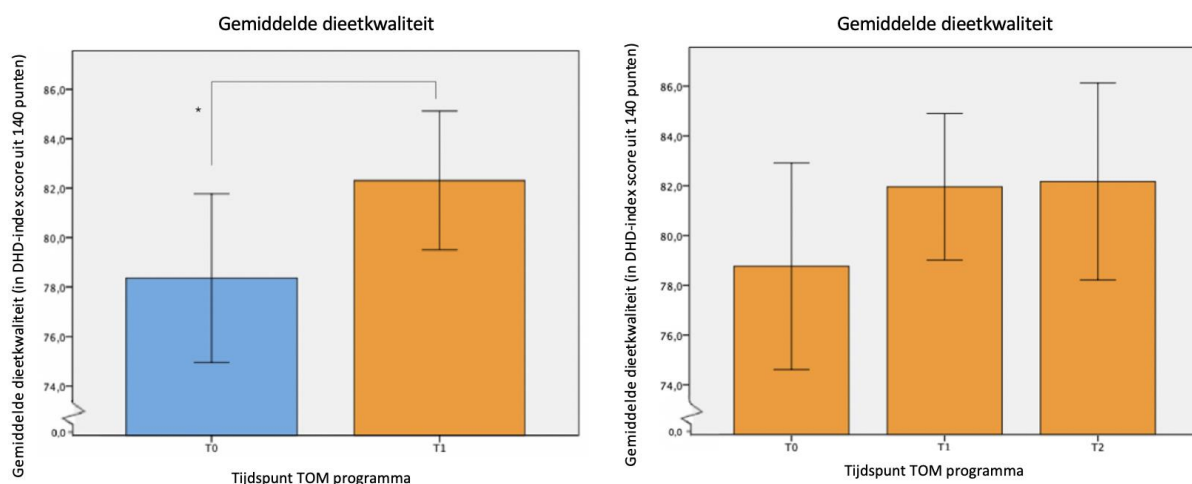 Gemiddelde dieetkwaliteit
Gemiddelde dieetkwaliteit (in DHD-index score uit 140 punten)
86,0
84,0
82,0
80,0
78,0
76,0
74,0
0,0
*
T0
T1
Tijdspunt TOM programma
Gemiddelde dieetkwaliteit
Gemiddelde dieetkwaliteit (in DHD-index score uit 140 punten)
86,0
84,0
82,0
80,0
78,0
76,0
74,0
0,0
T0
T1
T2
Tijdspunt TOM programma